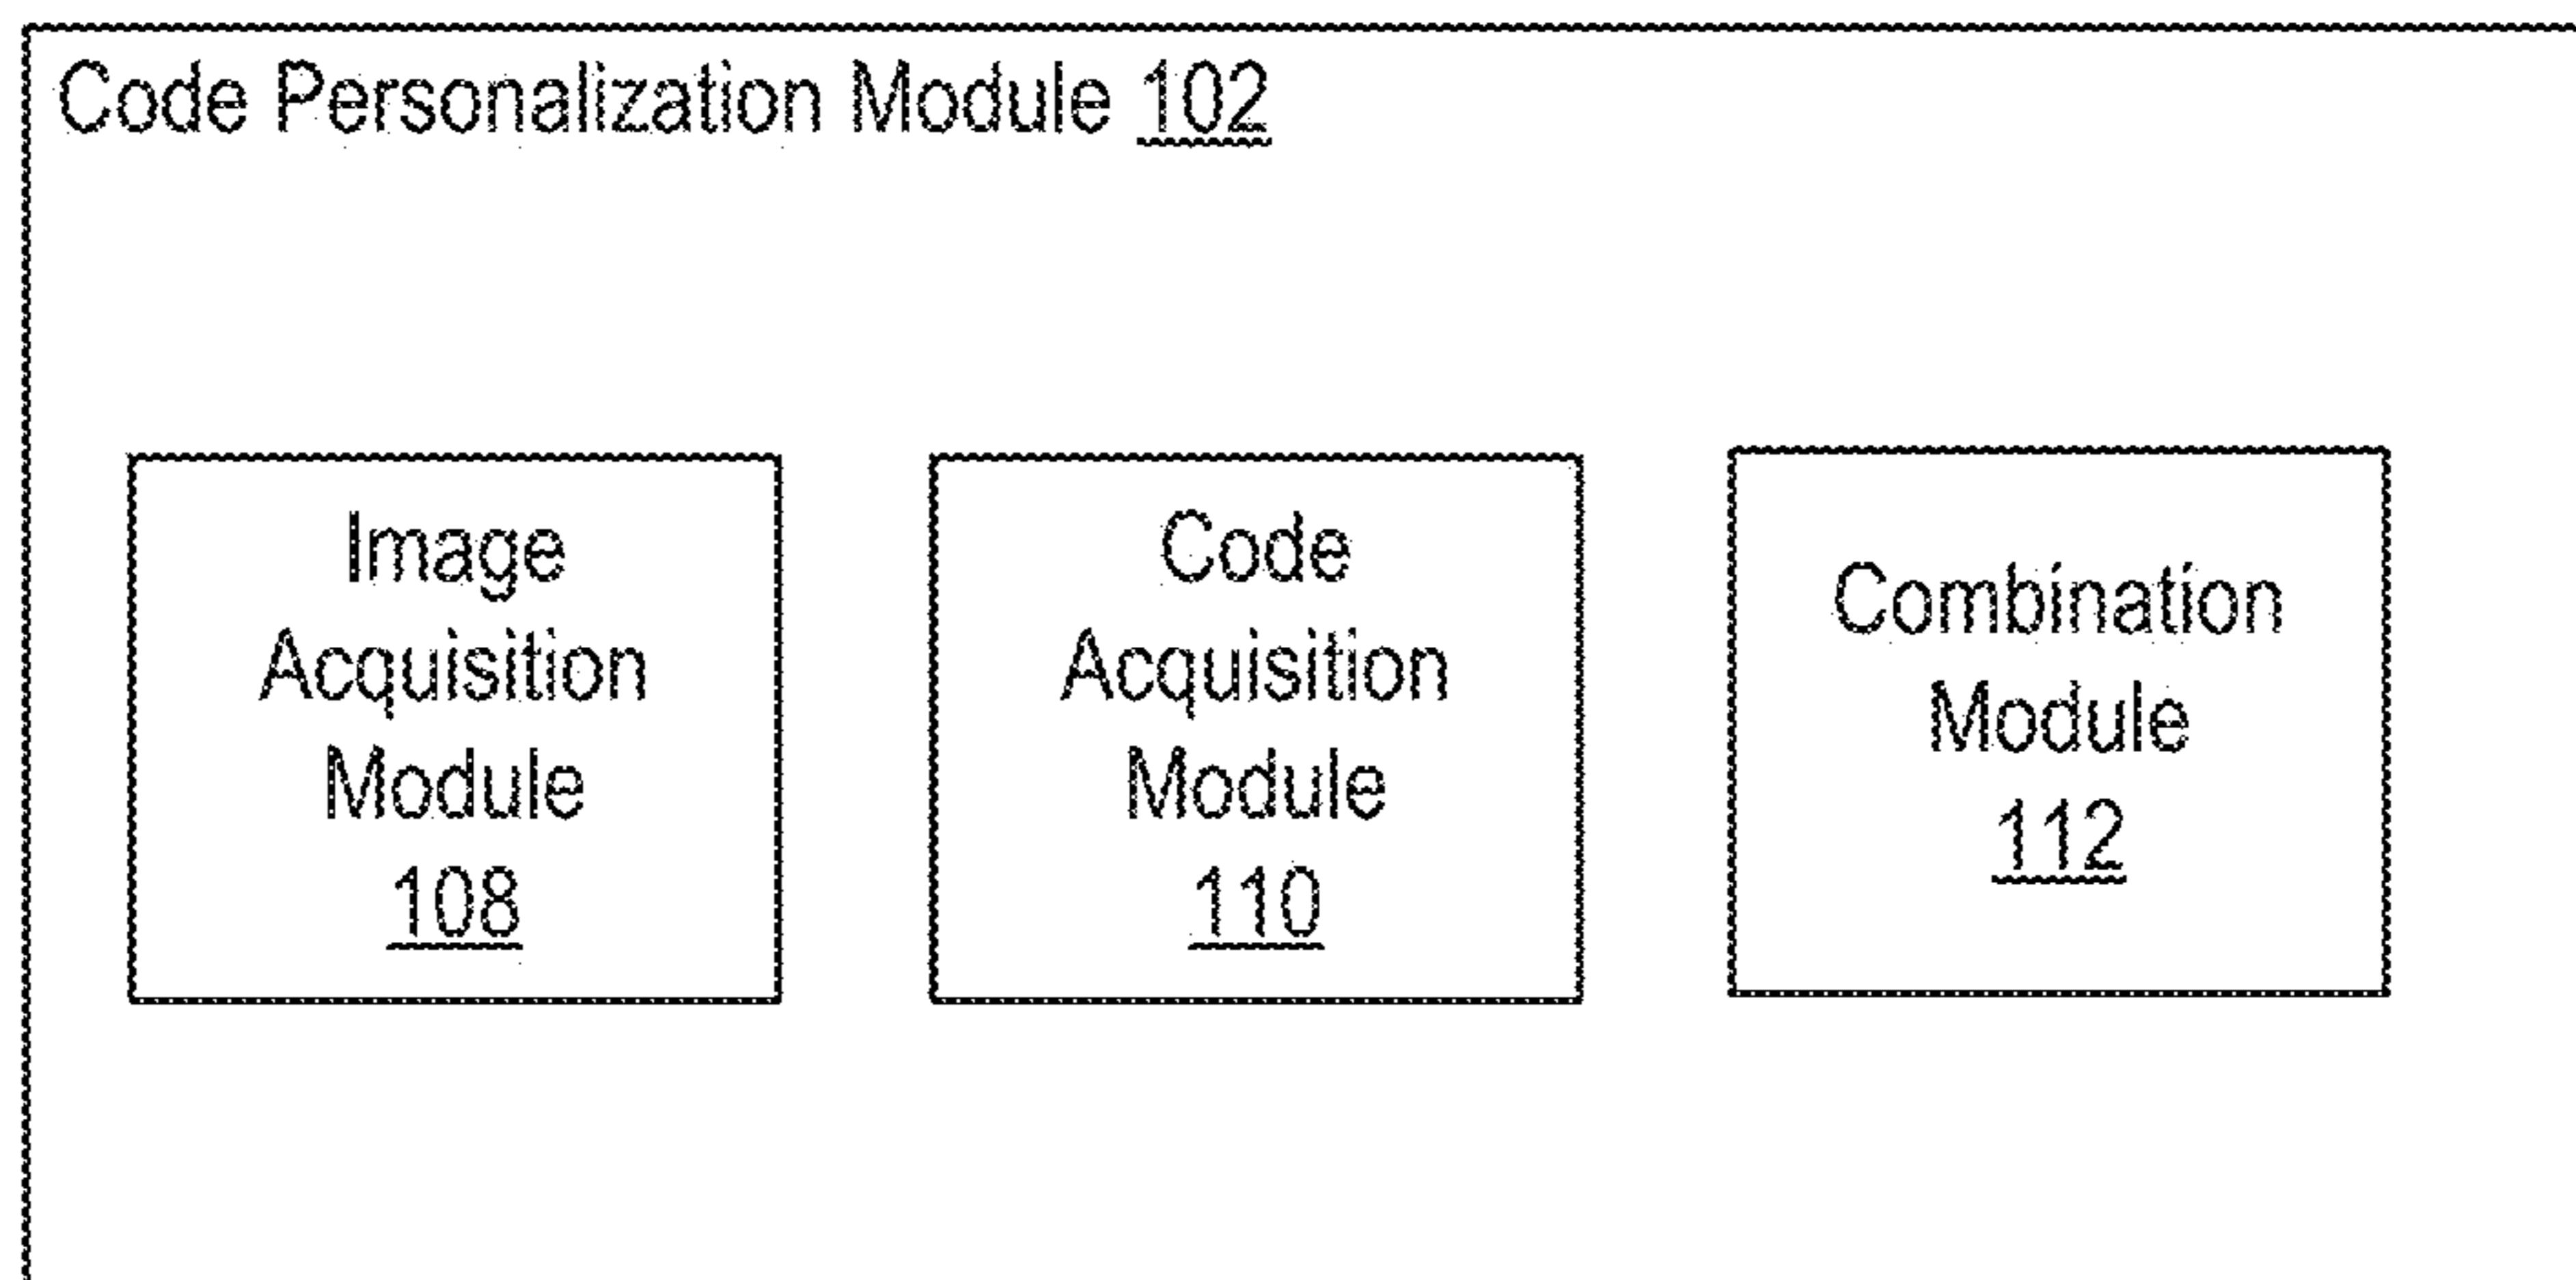 Code Personalization Module 102
Image
Acquisition
Module
108
Code
Acquisition
Module
110
Combination
Module
112